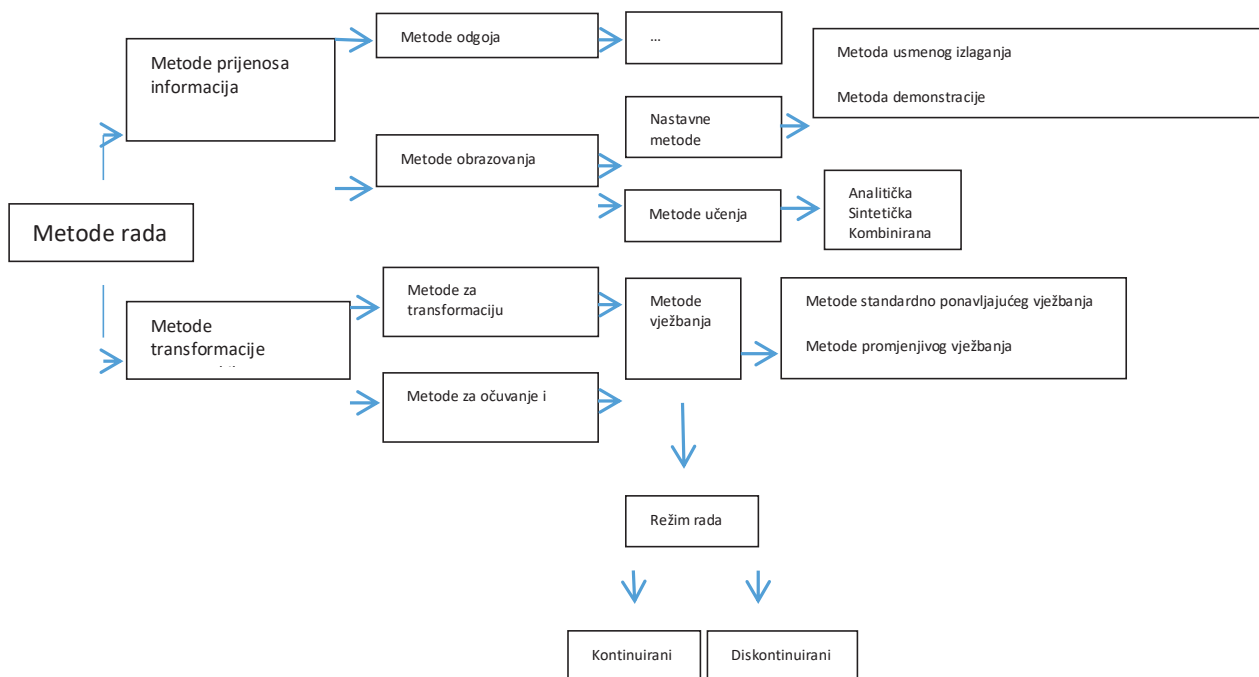 Metode odgoja
...
Metode prijenosa
informacija
Metoda usmenog izlaganja
Metoda demonstracije
Nastavne
metode
Metode obrazovanja
Metode učenja
Analitička
Sintetička
Kombinirana
Metode rada
Metode za
transformaciju
Metode
vježbanja
Metode standardno ponavljajućeg vježbanja
Metode promjenjivog vježbanja
Metode
transformacije
Metode za očuvanje i
Režim rada
Kontinuirani
Diskontinuirani